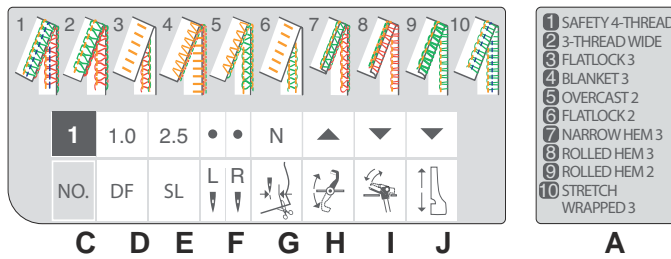 1 2 3 4 5 6 7 8 9 10
1 1.0 2.5 • • N ▲ ▼ ▼
NO. DF SL L R
C D E F G H I J
1 SAFETY 4-THREAD
2 3-THREAD WIDE
3 FLATLOCK 3
4 BLANKET 3
5 OVERCAST 2
6 FLATLOCK 2
7 NARROW HEM 3
8 ROLLED HEM 3
9 ROLLED HEM 2
10 STRETCH
WRAPPED 3
A